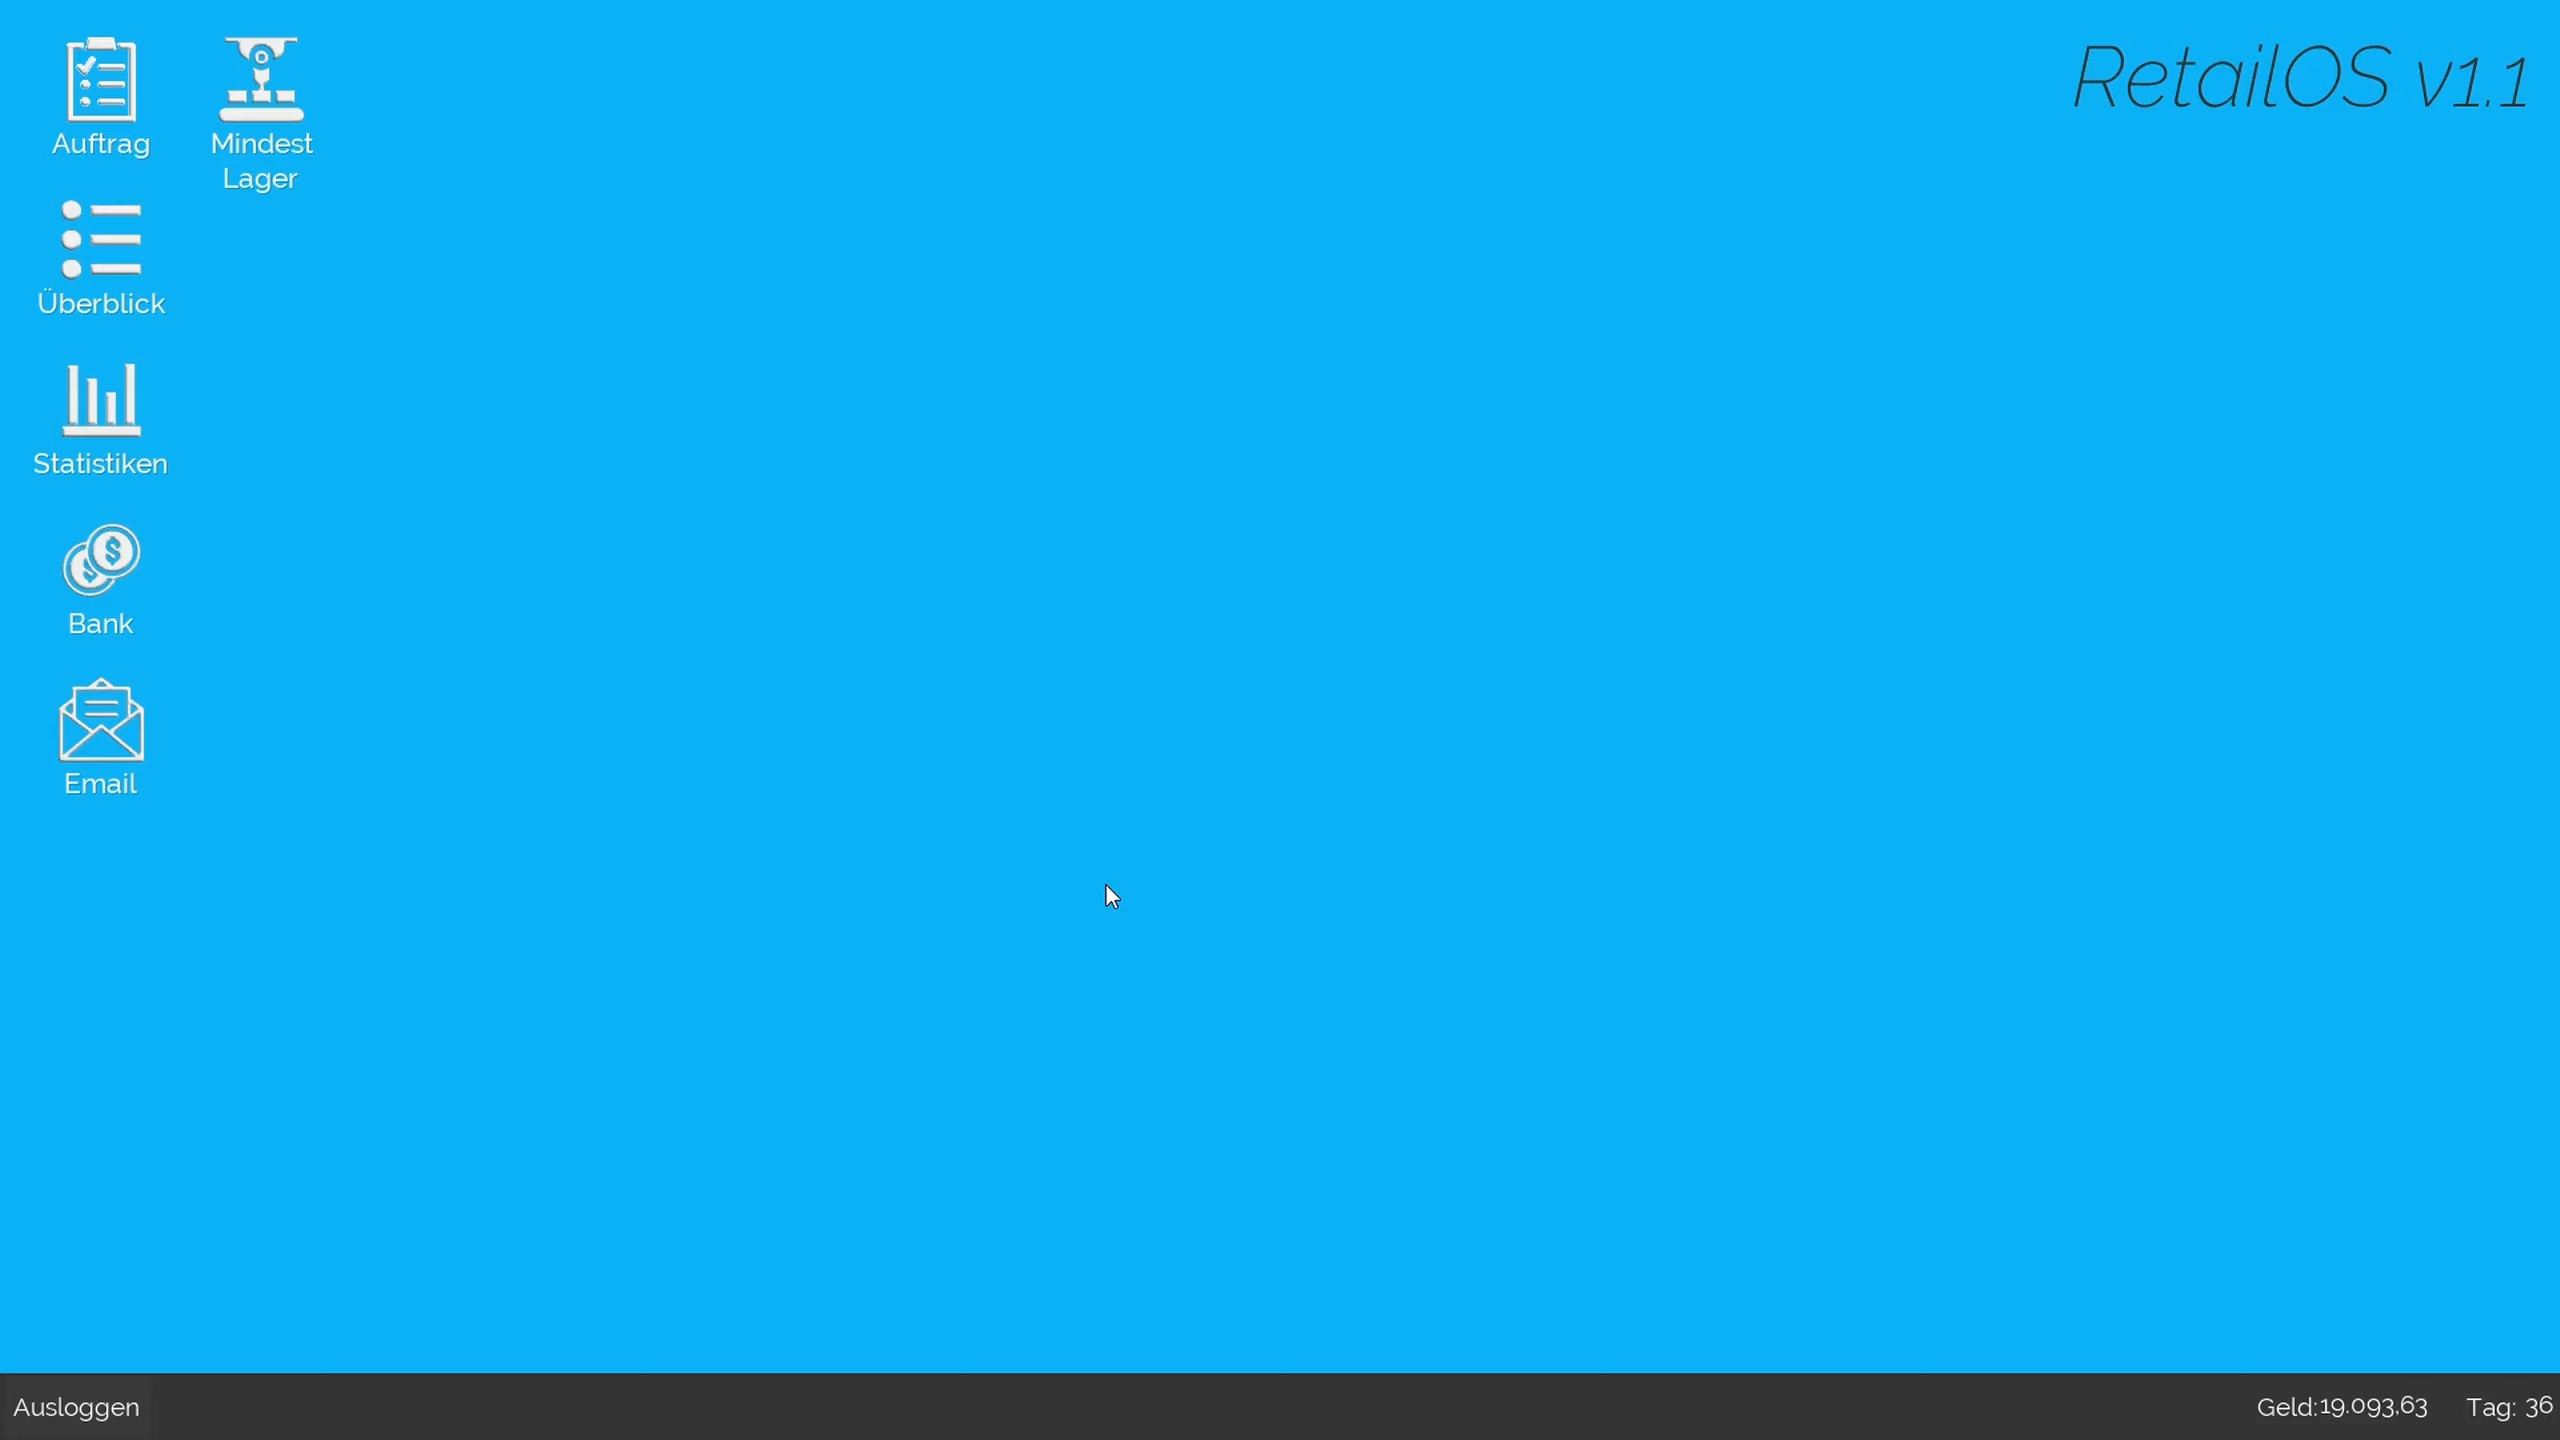 Auftrag
Mindest
Lager
RetailOS v1.1
Überblick
Statistiken
Bank
Email
Ausloggen
Geld:19.093,63
Tag: 36